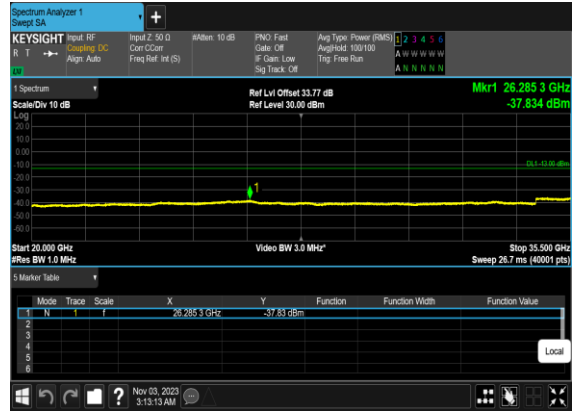 Spectrum Analyzer 1
Swept SA
+
KEYSIGHT Input: RF Input Z: 50 Ω #Atten: 10 dB PNO: Fast Avg Type: Power (RMS) 1 2 3 4 5 6
R T Coupling: DC Corr CCorr Gate: Off Avg|Hold: 100/100 A W W W W W
Align: Auto Freq Ref: Int (S) IF Gain: Low Trig: Free Run
Sig Track: Off A N N N N N
1 Spectrum Ref Lvl Offset 33.77 dB Mkr1 26.285 3 GHz
Scale/Div 10 dB Ref Level 30.00 dBm -37.834 dBm
Log
20.0
10.0
0.00
-10.0 DL1 -13.00 dBm
-20.0
-30.0 1
-40.0
-50.0
-60.0
Start 20.000 GHz Video BW 3.0 MHz* Stop 35.500 GHz
#Res BW 1.0 MHz Sweep 26.7 ms (40001 pts)
5 Marker Table
Mode Trace Scale X Y Function Function Width Function Value
1 N 1 f 26.285 3 GHz -37.83 dBm
2
3
4
5
6
Local
? Nov 03, 2023
3:13:13 AM